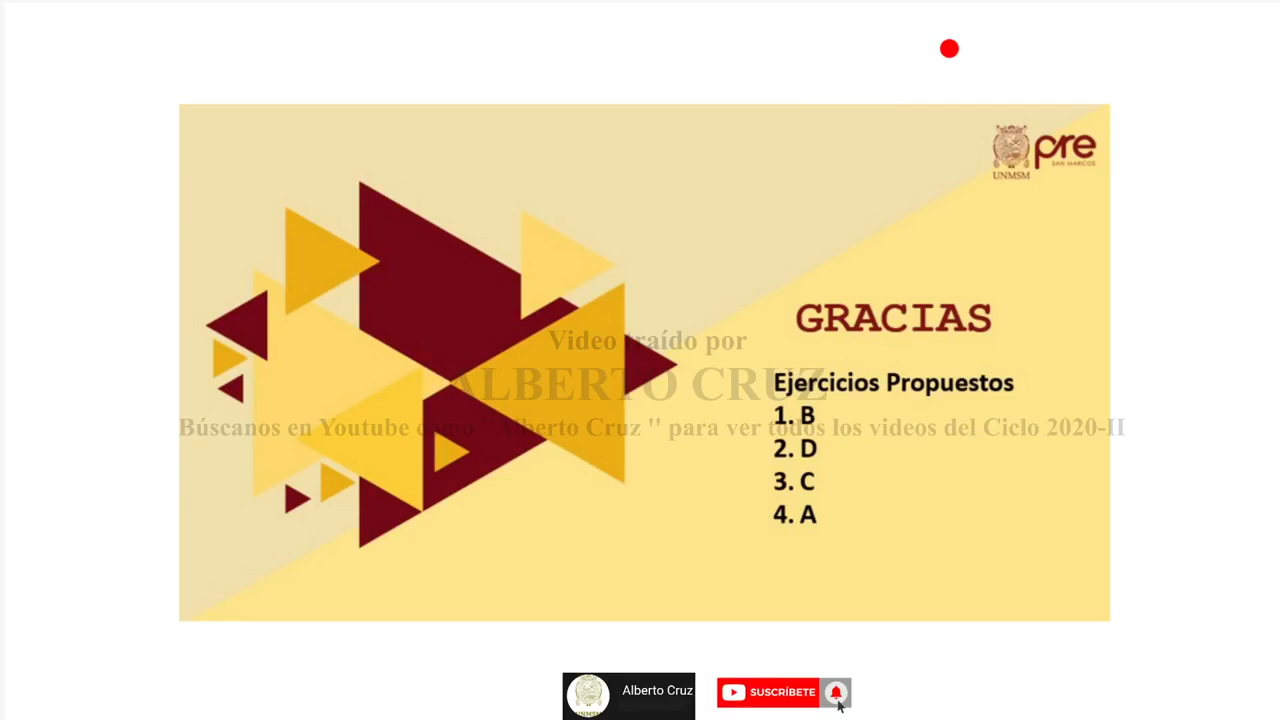 pre
SAN MARCOS
UNMSM
GRACIAS
Video traído por
ALBERTO CRUZ
Ejercicios Propuestos
1. B
Búscanos en Youtube como " Alberto Cruz " para ver todos los videos del Ciclo 2020-II
2. D
3. C
4. A
Alberto Cruz
UNMSM
SUSCRÍBETE